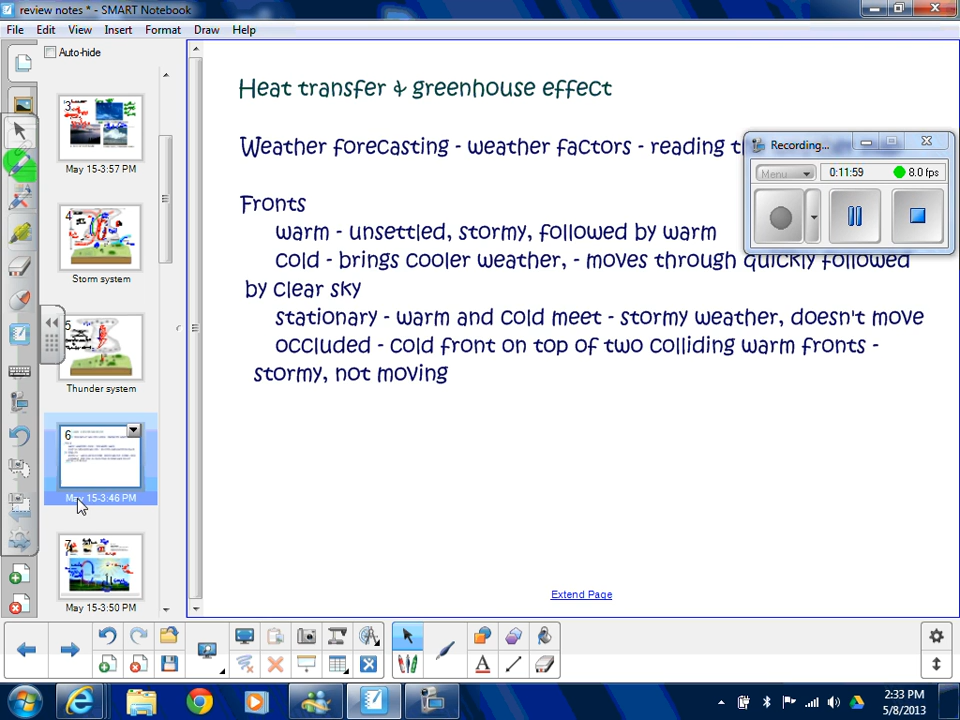 review notes * - SMART Notebook
File Edit View Insert Format Draw Help
Auto-hide
3
May 15-3:57 PM
4
Storm system
5
Thunder system
6
May 15-3:46 PM
7
May 15-3:50 PM
Heat transfer & greenhouse effect
Weather forecasting - weather factors - reading
Fronts
warm - unsettled, stormy, followed by warm
cold - brings cooler weather, - moves through quickly followed
by clear sky
stationary - warm and cold meet - stormy weather, doesn't move
occluded - cold front on top of two colliding warm fronts -
stormy, not moving
Extend Page
Recording...
Menu 0:11:59 8.0 fps
2:33 PM
5/8/2013